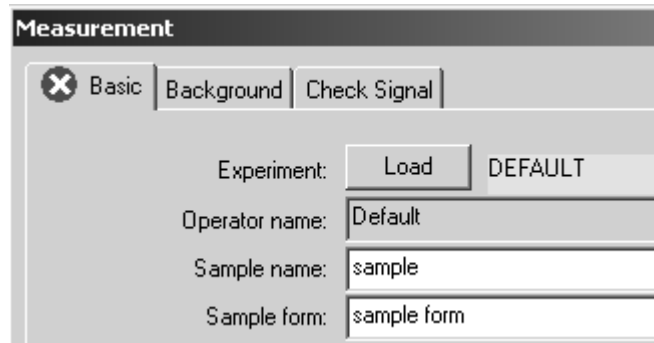 Measurement
Basic Background Check Signal
Experiment: Load DEFAULT
Operator name: Default
Sample name: sample
Sample form: sample form